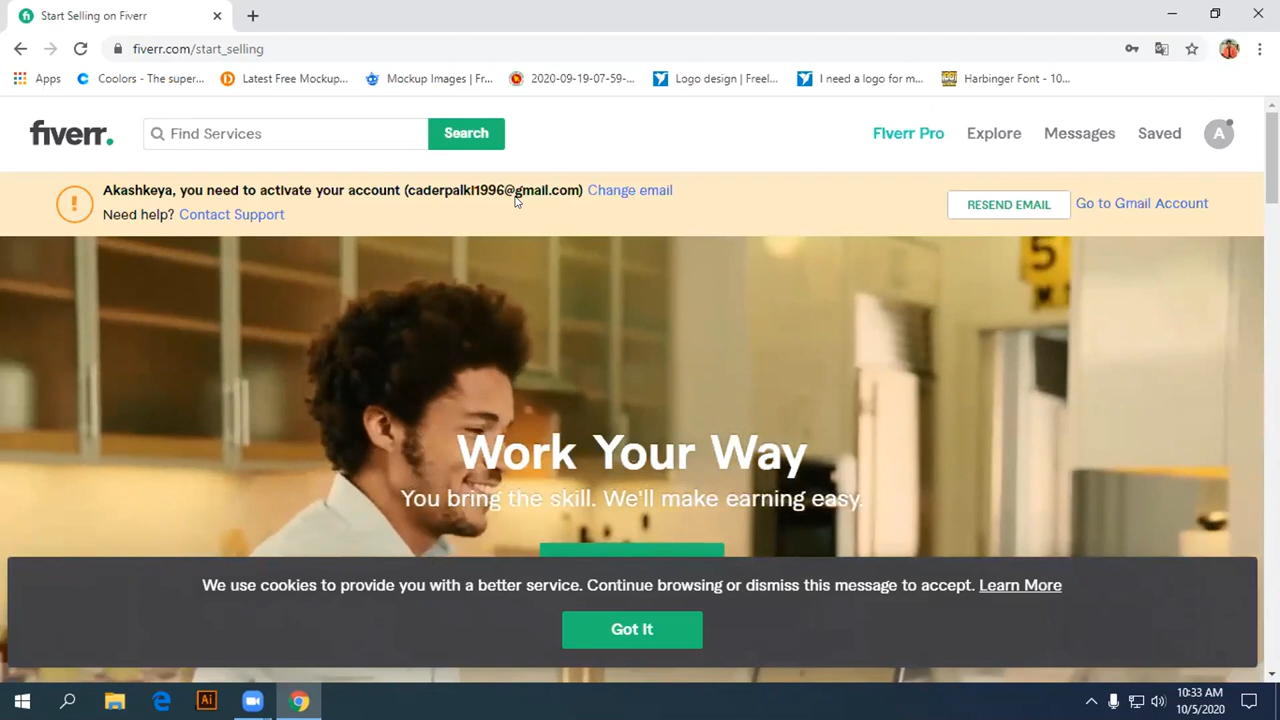 Start Selling on Fiverr
fiverr.com/start_selling
Apps
Coolors - The super...
Latest Free Mockup...
Mockup Images | Fr...
2020-09-19-07-59-...
Logo design | Freel...
I need a logo for m...
Harbinger Font - 10...
fiverr.
Find Services
Search
Fiverr Pro
Explore
Messages
Saved
A
Akashkeya, you need to activate your account (caderpalki1996@gmail.com) Change email
Need help? Contact Support
RESEND EMAIL
Go to Gmail Account
5
Work Your Way
You bring the skill. We'll make earning easy.
We use cookies to provide you with a better service. Continue browsing or dismiss this message to accept. Learn More
Got It
Ai
10:33 AM
10/5/2020